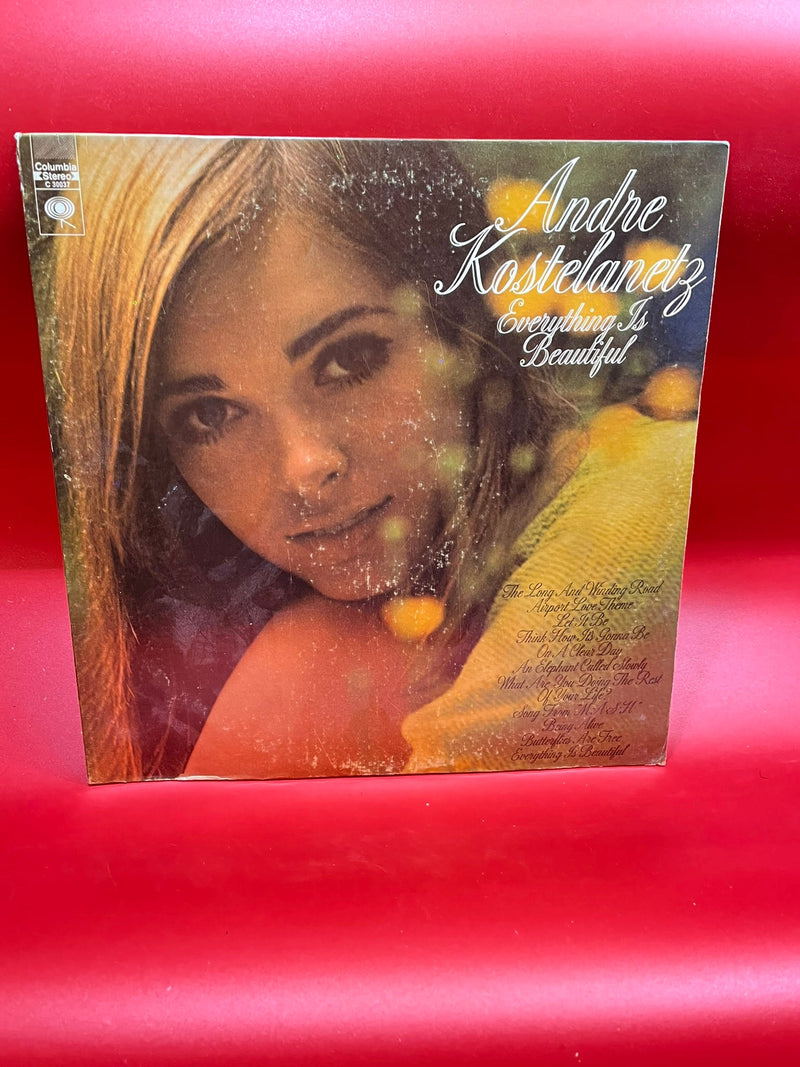 Columbia
Stereo
C 30037
Andre
Kostelanetz
Everything Is
Beautiful
The Long And Winding Road
Airport Love Theme
Let It Be
Think How It's Gonna Be
On A Clear Day
An Elephant Called Slowly
What Are You Doing The Rest
Of Your Life?
Song From "M*A*S*H"
Being Alive
Butterflies Are Free
Everything Is Beautiful